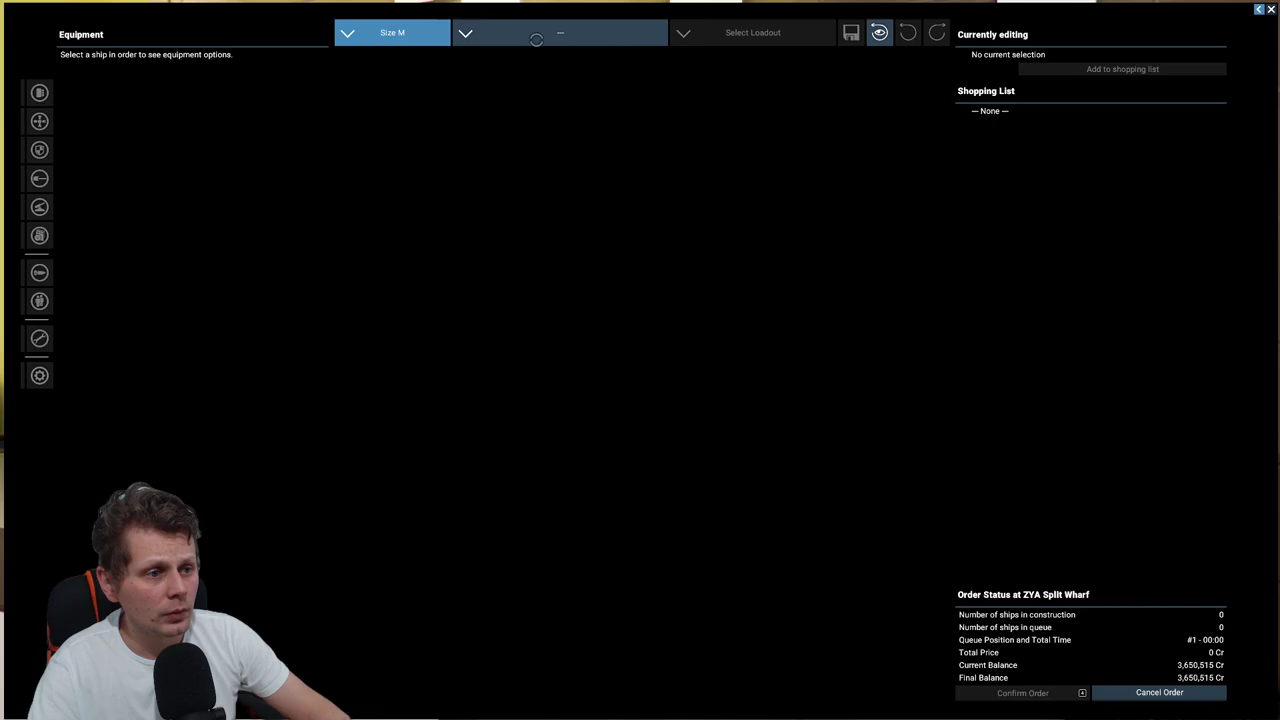 Equipment
Select a ship in order to see equipment options.
Size M
---
Select Loadout
Currently editing
No current selection
Add to shopping list
Shopping List
— None —
Order Status at ZYA Split Wharf
Number of ships in construction 0
Number of ships in queue 0
Queue Position and Total Time #1 - 00:00
Total Price 0 Cr
Current Balance 3,650,515 Cr
Final Balance 3,650,515 Cr
Confirm Order
Cancel Order